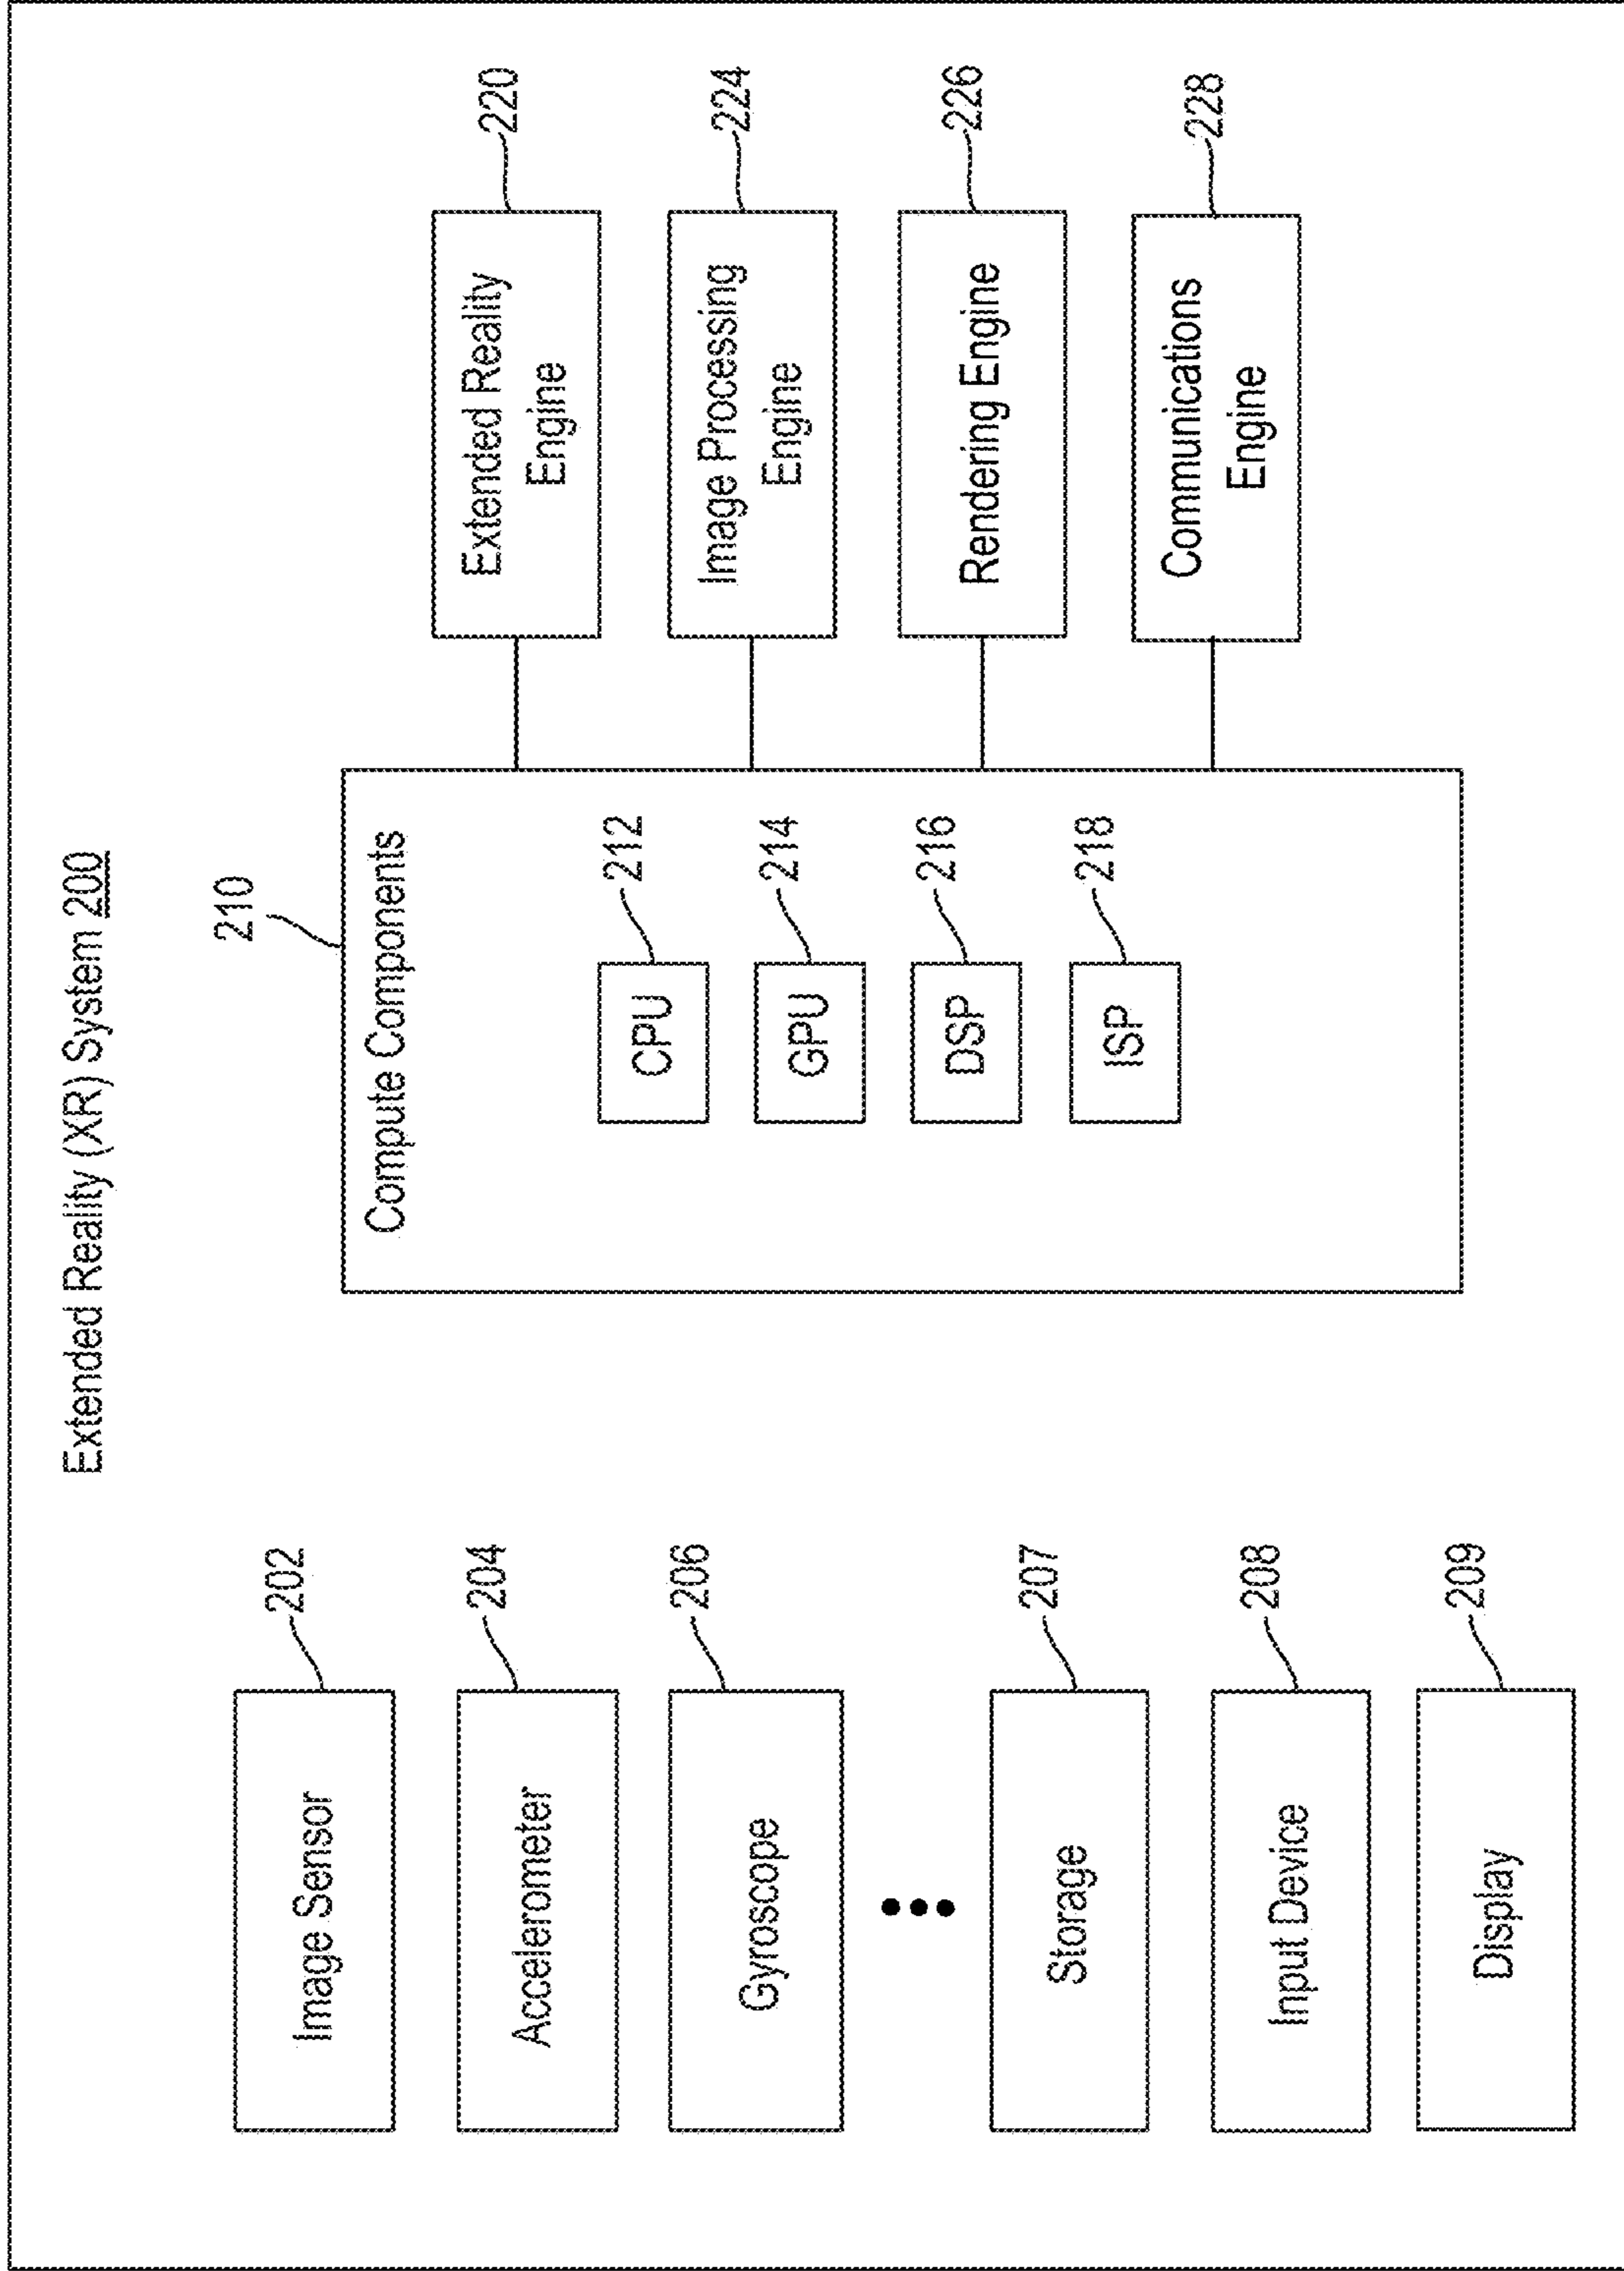 Extended Reality (XR) System 200
Image Sensor
202
Accelerometer
204
Gyroscope
206
Storage
207
Input Device
208
Display
209
210
Compute Components
CPU
212
GPU
214
DSP
216
ISP
218
Extended Reality
Engine
220
Image Processing
Engine
224
Rendering Engine
226
Communications
Engine
228